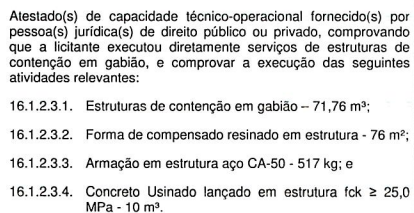 Atestado(s) de capacidade técnico-operacional fornecido(s) por
pessoa(s) jurídica(s) de direito público ou privado, comprovando
que a licitante executou diretamente serviços de estruturas de
contenção em gabião, e comprovar a execução das seguintes
atividades relevantes:
16.1.2.3.1. Estruturas de contenção em gabião – 71,76 m³;
16.1.2.3.2. Forma de compensado resinado em estrutura - 76 m²;
16.1.2.3.3. Armação em estrutura aço CA-50 - 517 kg; e
16.1.2.3.4. Concreto Usinado lançado em estrutura fck ≥ 25,0
MPa - 10 m³.